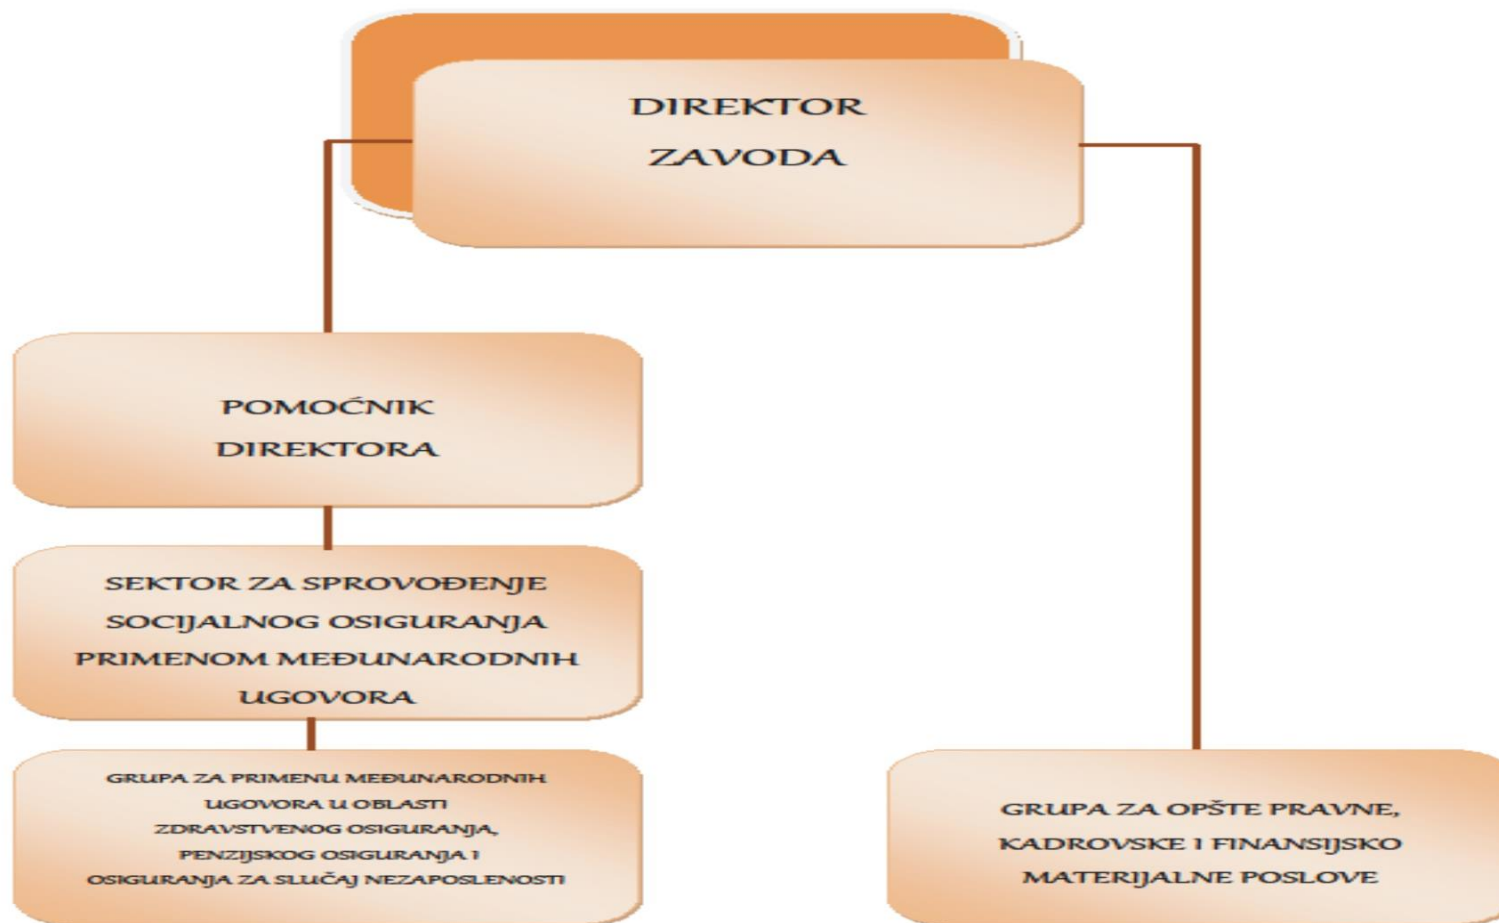 DIREKTOR
ZAVODA
POMOĆNIK
DIREKTORA
SEKTOR ZA SPROVOĐENJE
SOCIJALNOG OSIGURANJA
PRIMENOM MEĐUNARODNIH
UGOVORA
GRUPA ZA PRIMENU MEĐUNARODNIH
UGOVORA U OBLASTI
ZDRAVSTVENOG OSIGURANJA,
PENZIJSKOG OSIGURANJA I
OSIGURANJA ZA SLUČAJ NEZAPOSLENOSTI
GRUPA ZA OPŠTE PRAVNE,
KADROVSKE I FINANSIJSKO
MATERIJALNE POSLOVE